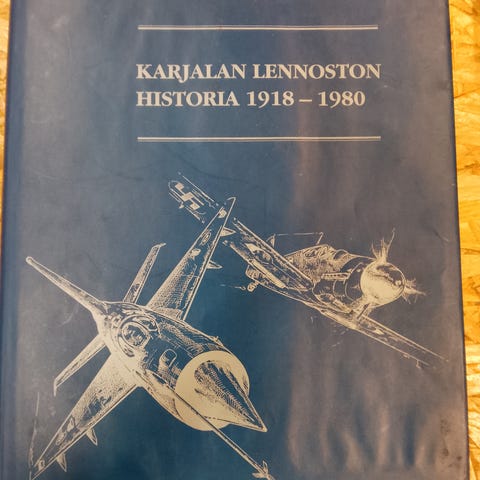 KARJALAN LENNOSTON
HISTORIA 1918 – 1980